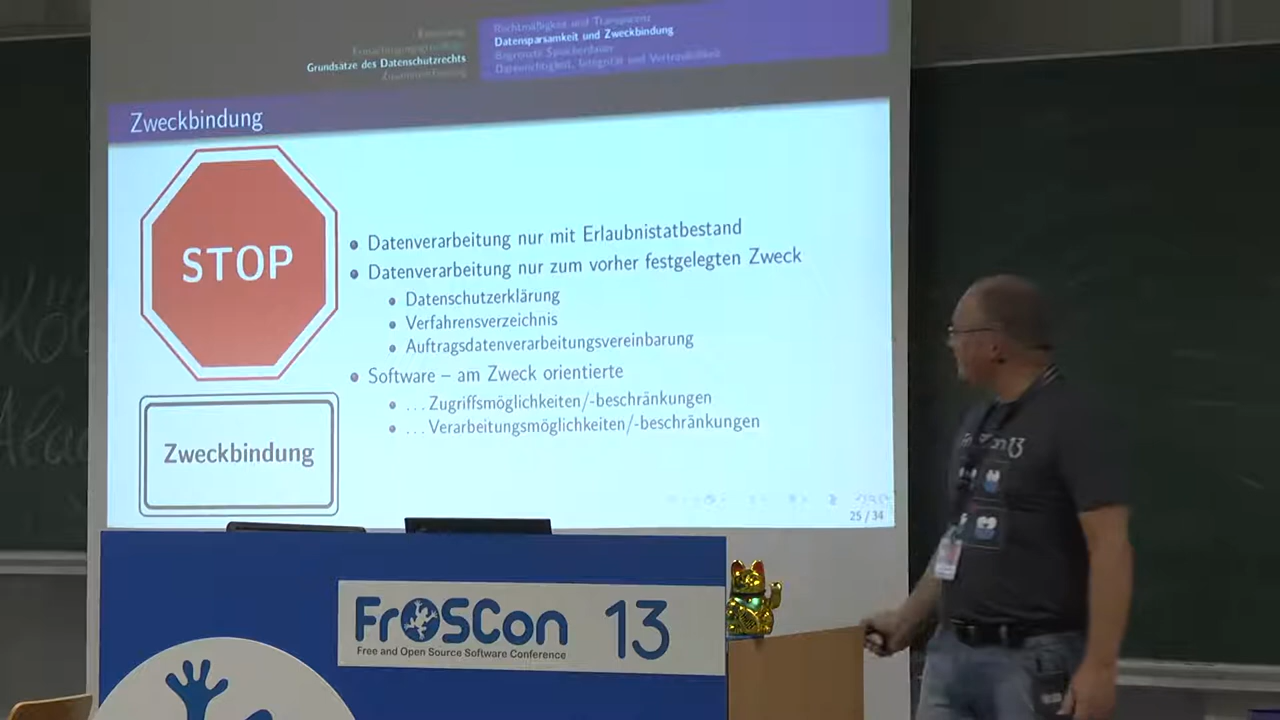 Rechtmäßigkeit und Transparenz
Datensparsamkeit und Zweckbindung
Begrenzte Speicherdauer
Grundsätze des Datenschutzrechts
Datenrichtigkeit, Integrität und Vertraulichkeit
Zusammenfassung
Zweckbindung
STOP
Datenverarbeitung nur mit Erlaubnistatbestand
Datenverarbeitung nur zum vorher festgelegten Zweck
Datenschutzerklärung
Verfahrensverzeichnis
Auftragsdatenverarbeitungsvereinbarung
Software – am Zweck orientierte
... Zugriffsmöglichkeiten/-beschränkungen
... Verarbeitungsmöglichkeiten/-beschränkungen
Zweckbindung
25 / 34
FrOSCon 13
Free and Open Source Software Conference